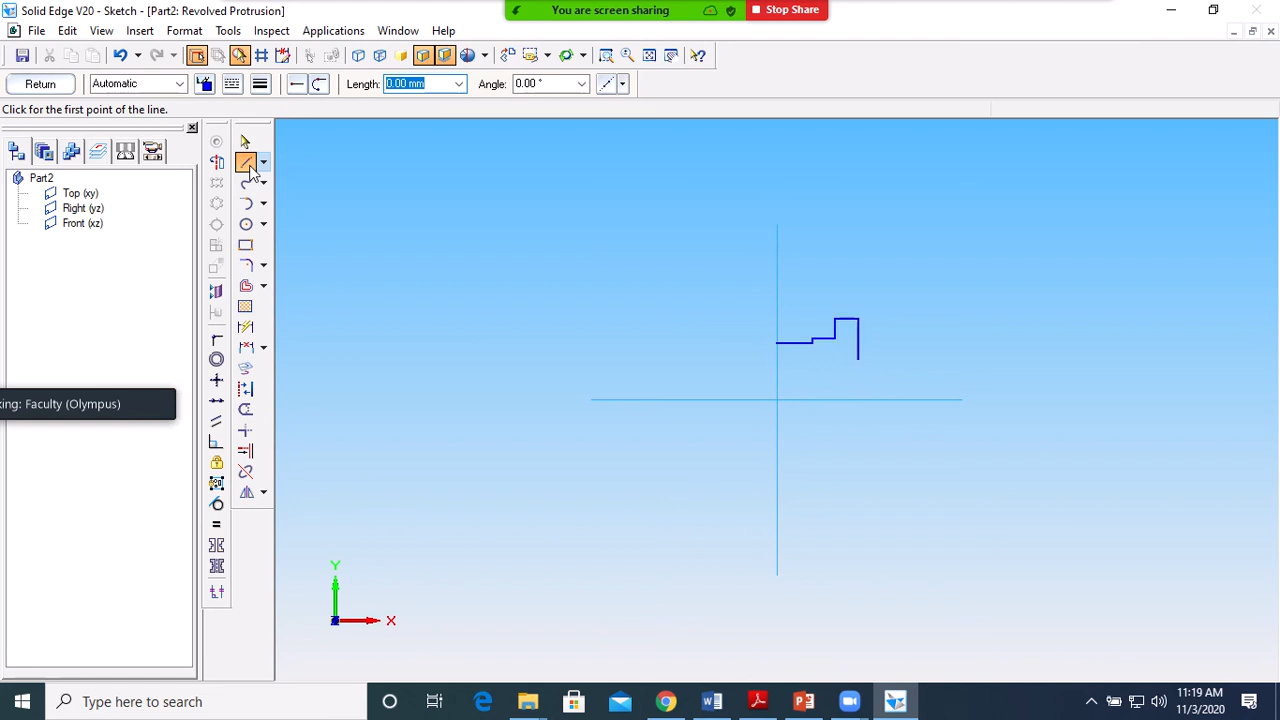 Solid Edge V20 - Sketch - [Part2: Revolved Protrusion]
You are screen sharing
Stop Share
File Edit View Insert Format Tools Inspect Applications Window Help
Return
Automatic
Length:
0.00 mm
Angle:
0.00 °
Click for the first point of the line.
Part2
Top (xy)
Right (yz)
Front (xz)
king: Faculty (Olympus)
Y
X
Type here to search
11:19 AM
11/3/2020